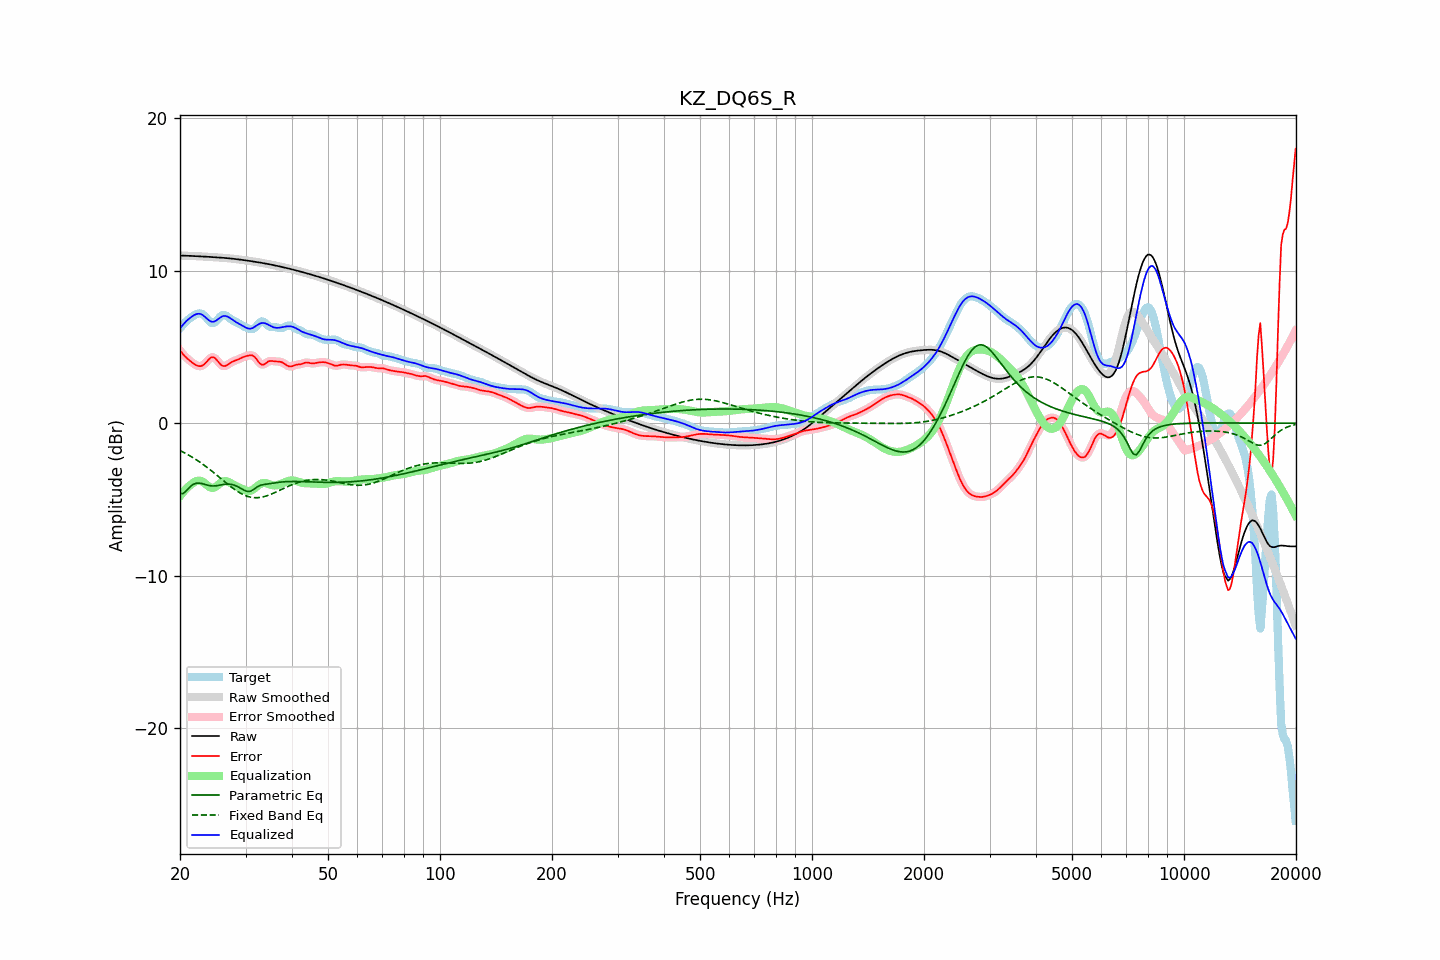 KZ_DQ6S_R
20
10
0
−10
−20
Amplitude (dBr)
Target
Raw Smoothed
Error Smoothed
Raw
Error
Equalization
Parametric Eq
Fixed Band Eq
Equalized
20 50 100 200 500 1000 2000 5000 10000 20000
Frequency (Hz)